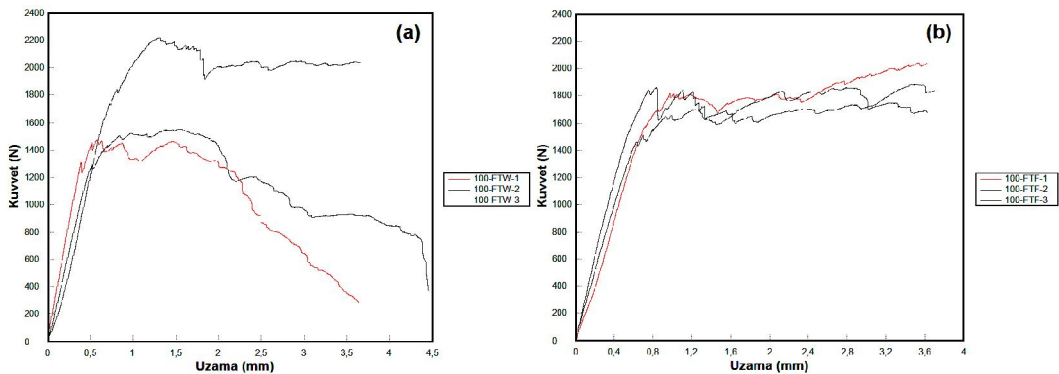 (a)
Kuvvet (N)
2400
2200
2000
1800
1600
1400
1200
1000
800
600
400
200
0
0 0,5 1 1,5 2 2,5 3 3,5 4 4,5
Uzama (mm)
100-FTW-1
100-FTW-2
100 FTW 3
(b)
Kuvvet (N)
2400
2200
2000
1800
1600
1400
1200
1000
800
600
400
200
0
0 0,4 0,8 1,2 1,6 2 2,4 2,8 3,2 3,6 4
Uzama (mm)
100-FTF-1
100-FTF-2
100-FTF-3